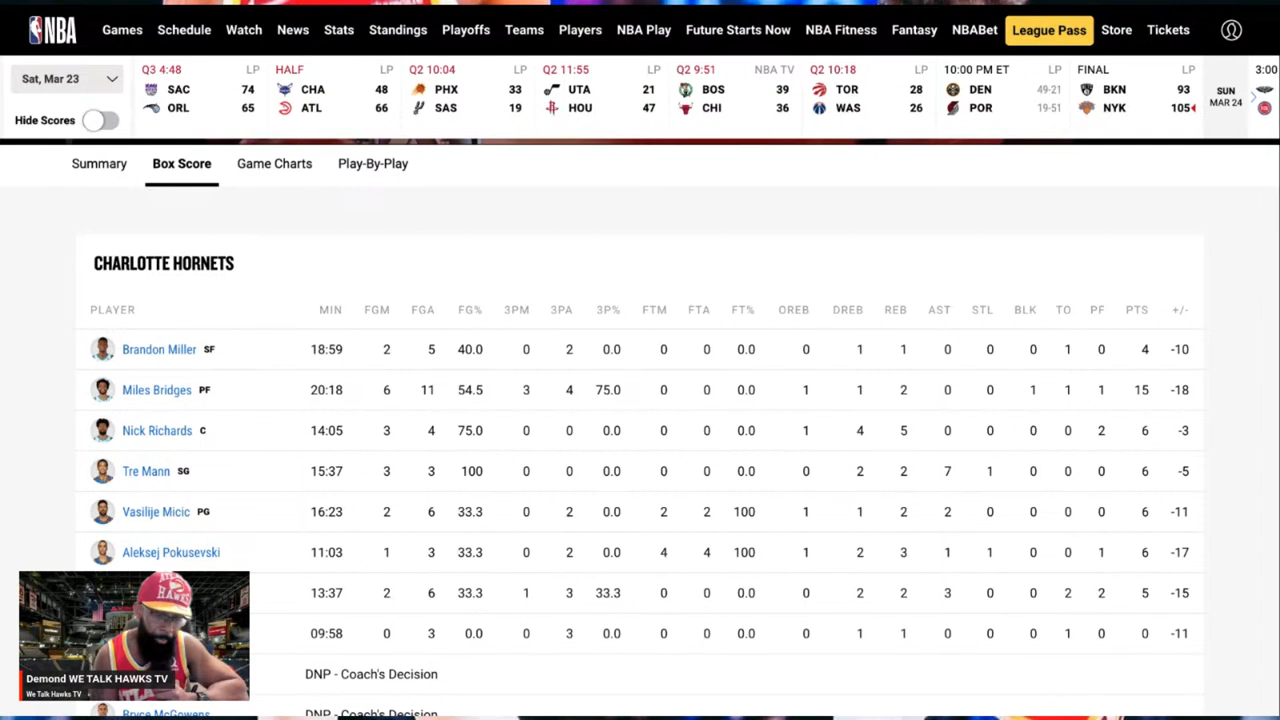 NBA Games Schedule Watch News Stats Standings Playoffs Teams Players NBA Play Future Starts Now NBA Fitness Fantasy NBABet League Pass Store Tickets
Sat, Mar 23
Hide Scores
Q3 4:48 LP
SAC 74
ORL 65
HALF LP
CHA 48
ATL 66
Q2 10:04 LP
PHX 33
SAS 19
Q2 11:55 LP
UTA 21
HOU 47
Q2 9:51 NBA TV
BOS 39
CHI 36
Q2 10:18 LP
TOR 28
WAS 26
10:00 PM ET LP
DEN 49-21
POR 19-51
FINAL LP
BKN 93
NYK 105
SUN
MAR 24
3:00
Summary Box Score Game Charts Play-By-Play
CHARLOTTE HORNETS
PLAYER MIN FGM FGA FG% 3PM 3PA 3P% FTM FTA FT% OREB DREB REB AST STL BLK TO PF PTS +/-
Brandon Miller SF 18:59 2 5 40.0 0 2 0.0 0 0 0.0 0 1 1 0 0 0 1 0 4 -10
Miles Bridges PF 20:18 6 11 54.5 3 4 75.0 0 0 0.0 1 1 2 0 0 1 1 1 15 -18
Nick Richards C 14:05 3 4 75.0 0 0 0.0 0 0 0.0 1 4 5 0 0 0 0 2 6 -3
Tre Mann SG 15:37 3 3 100 0 0 0.0 0 0 0.0 0 2 2 7 1 0 0 0 6 -5
Vasilije Micic PG 16:23 2 6 33.3 0 2 0.0 2 2 100 1 1 2 2 0 0 0 0 6 -11
Aleksej Pokusevski 11:03 1 3 33.3 0 2 0.0 4 4 100 1 2 3 1 1 0 0 1 6 -17
13:37 2 6 33.3 1 3 33.3 0 0 0.0 0 2 2 3 0 0 2 2 5 -15
09:58 0 3 0.0 0 3 0.0 0 0 0.0 0 1 1 0 0 0 1 0 0 -11
DNP - Coach's Decision
Bryce McGowens DNP - Coach's Decision
Demond WE TALK HAWKS TV
We Talk Hawks TV